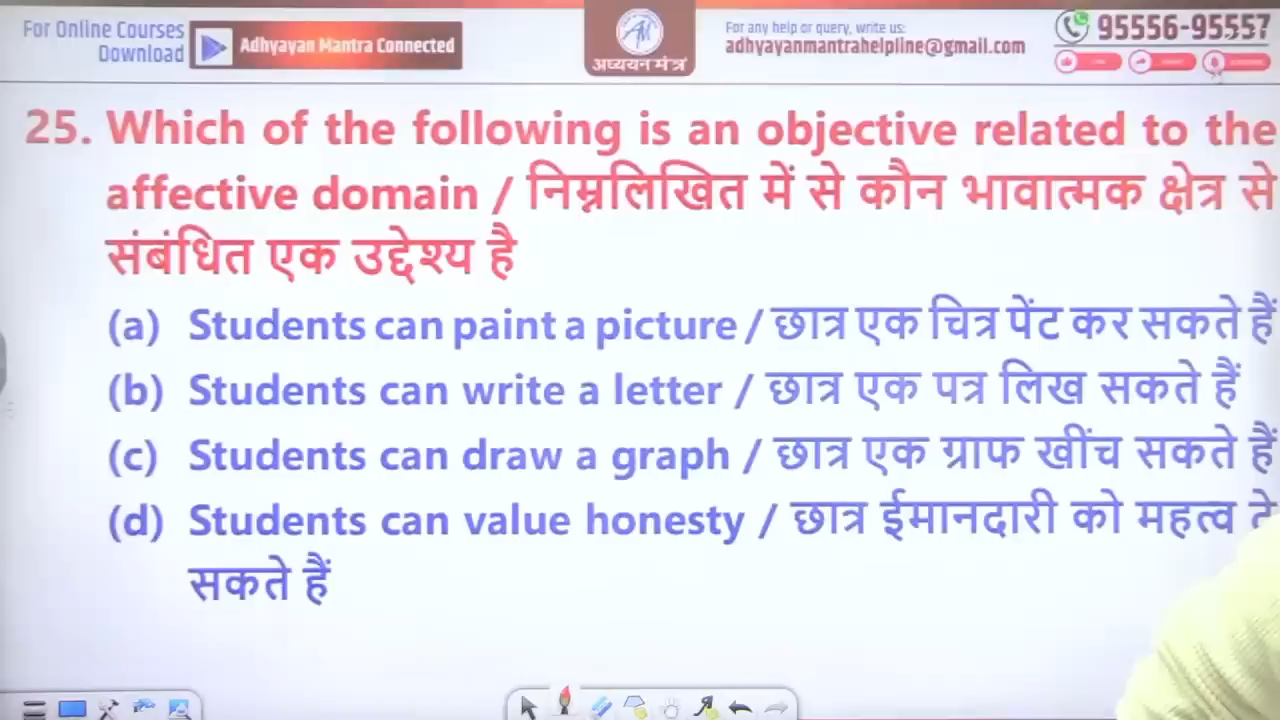 For Online Courses
Download
Adhyayan Mantra Connected
अध्ययन मंत्र
For any help or query, write us:
adhyayanmantrahelpline@gmail.com
95556-95557
25. Which of the following is an objective related to the
affective domain / निम्नलिखित में से कौन भावात्मक क्षेत्र से
संबंधित एक उद्देश्य है
(a) Students can paint a picture / छात्र एक चित्र पेंट कर सकते हैं
(b) Students can write a letter / छात्र एक पत्र लिख सकते हैं
(c) Students can draw a graph / छात्र एक ग्राफ खींच सकते हैं
(d) Students can value honesty / छात्र ईमानदारी को महत्व दे
सकते हैं